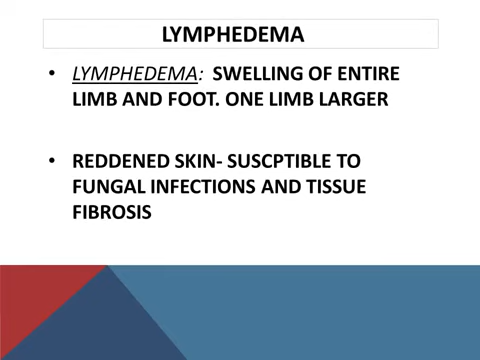 LYMPHEDEMA
• LYMPHEDEMA: SWELLING OF ENTIRE
LIMB AND FOOT. ONE LIMB LARGER
• REDDENED SKIN- SUSCPTIBLE TO
FUNGAL INFECTIONS AND TISSUE
FIBROSIS